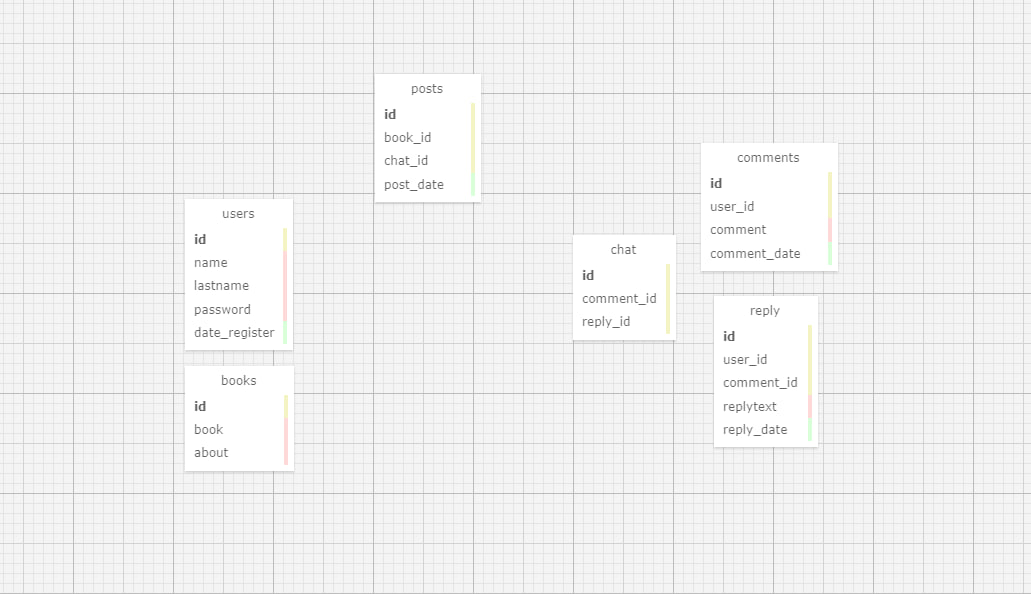 posts
id
book_id
chat_id
post_date
users
id
name
lastname
password
date_register
books
id
book
about
chat
id
comment_id
reply_id
comments
id
user_id
comment
comment_date
reply
id
user_id
comment_id
replytext
reply_date